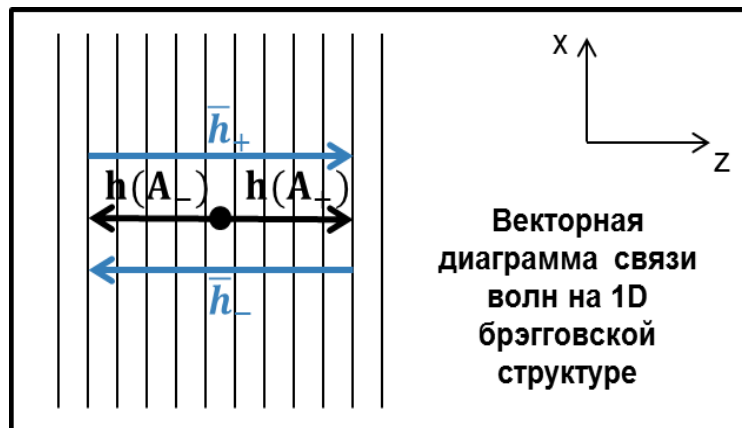 x
z
h̄₊
h(A₋) h(A₊)
h̄₋
Векторная
диаграмма связи
волн на 1D
брэгговской
структуре